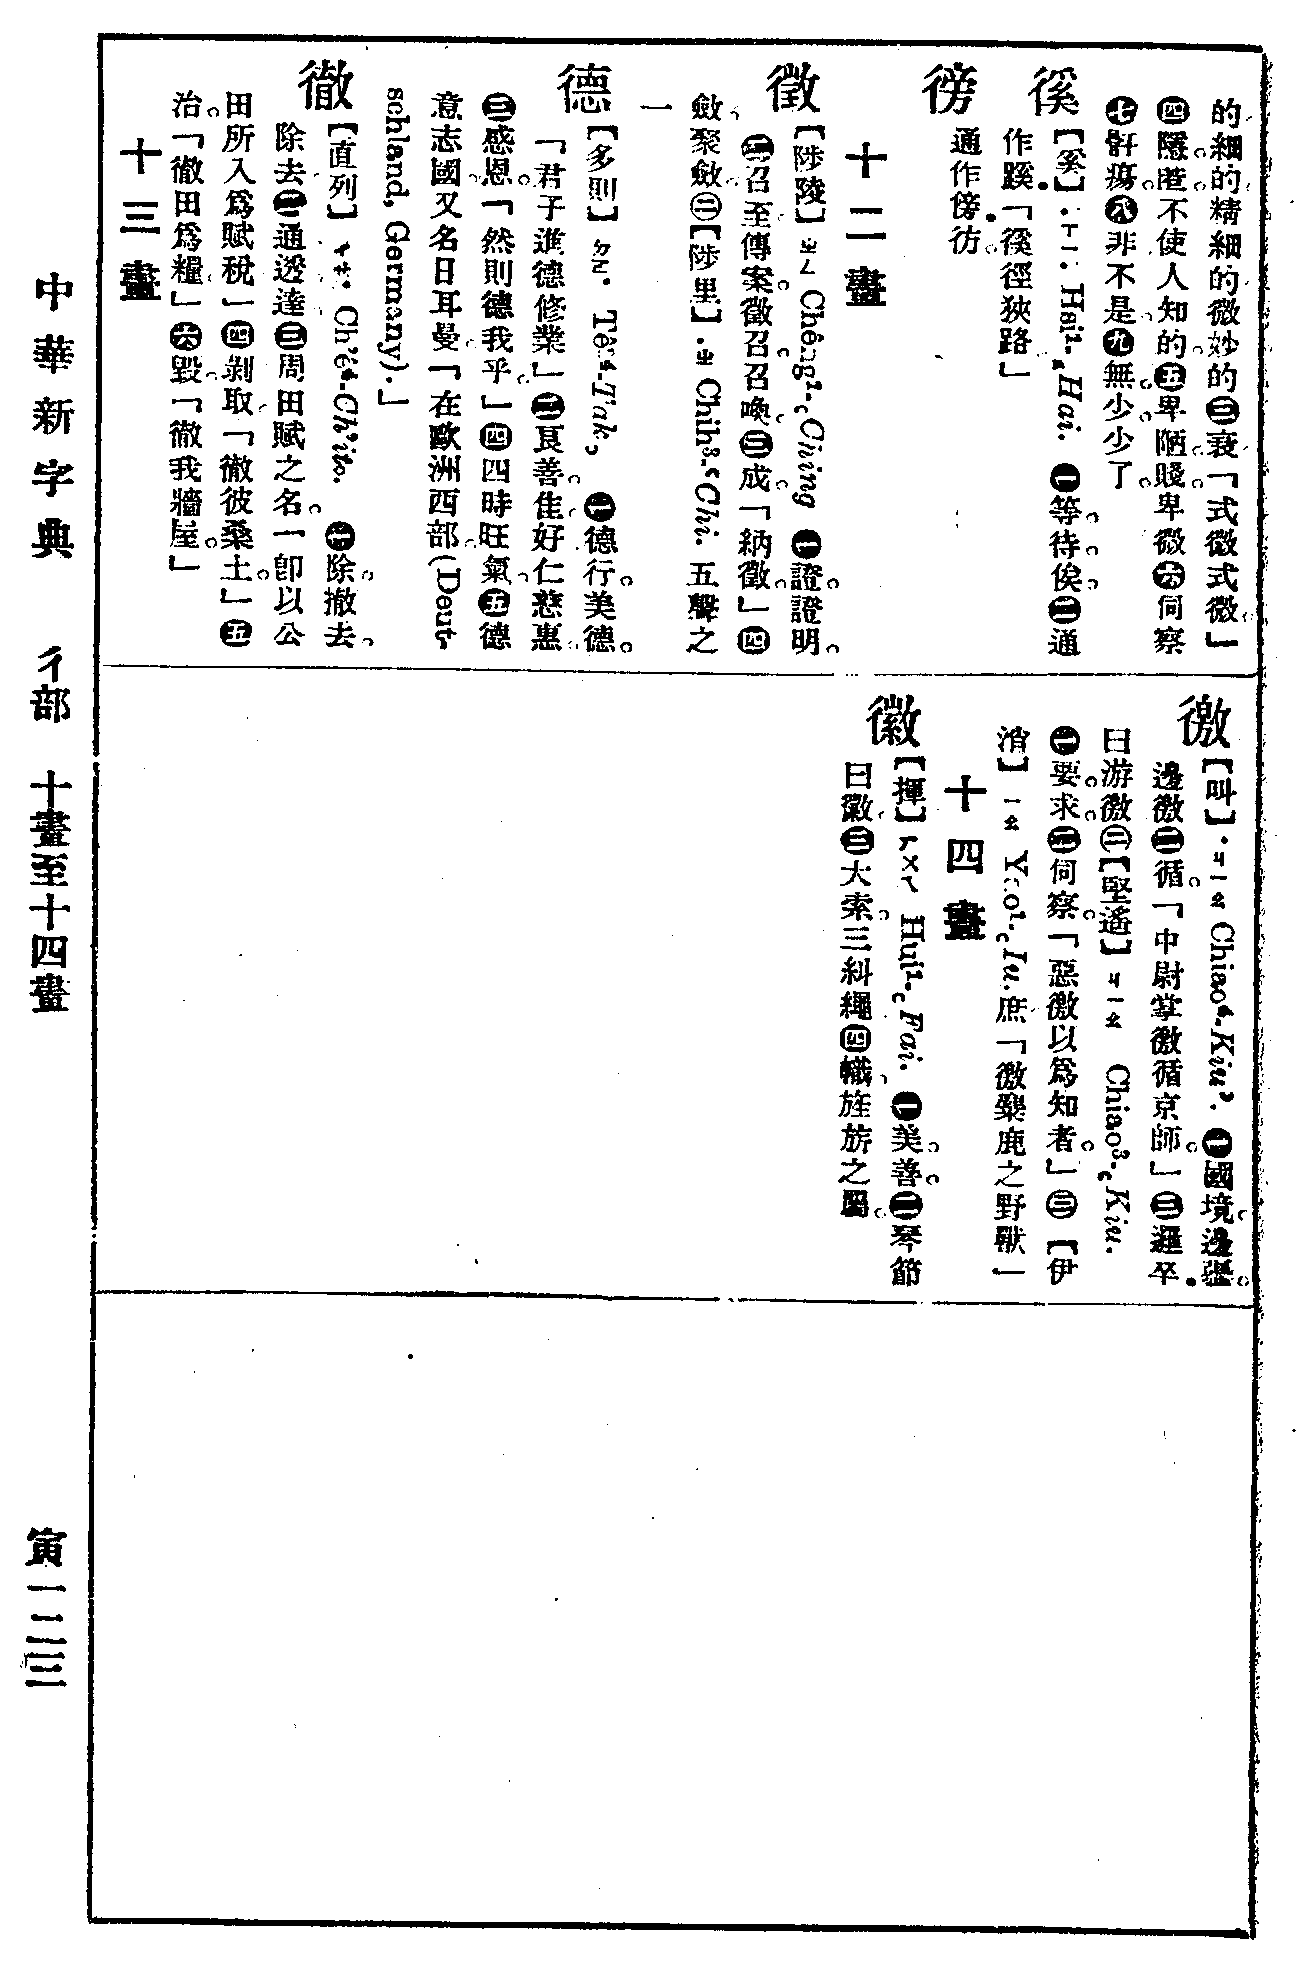 的細的精細的微妙的㊂衰「式微式微」
㊃隱匿不使人知的㊄卑陋賤卑微㊅伺察
㊆骭瘍㊇非不是㊈無少少了
徯【奚】·ㄒㄧ. Hsi²-Hai. ㊀等待俟㊁通
作蹊「徯徑狹路」
徬 通作傍彷
十二畫
徵【陟陵】ㄓㄥ Chêng¹-Ching ㊀證證明
㊁召至傳案徵召召喚㊂成「納徵」㊃
斂聚斂㊁【陟里】·ㄓ Chih³-Chi. 五聲之
一
德【多則】ㄉㄜ· Tê⁴-Tak, ㊀德行美德
「君子進德修業」㊁良善佳好仁慈惠
㊂感恩「然則德我乎」㊃四時旺氣㊄德
意志國又名日耳曼「在歐洲西部(Deut-
schland, Germany).」
徹【直列】ㄔㄜ· Ch'é⁴-Ch'ito. ㊀除撤去
除去㊁通透達㊂周田賦之名一卽以公
田所入爲賦稅一㊃剝取「徹彼桑土」㊄
治「徹田爲糧」㊅毀「徹我牆屋」
十三畫
徼【叫】·ㄐㄧㄠ Chiao⁴-Kiu'. ㊀國境邊疆
邊徼㊁循「中尉掌徼循京師」㊂邏卒
曰游徼㊁【堅遙】ㄐㄧㄠ Chiao³-Kiu.
㊀要求㊁伺察「惡徼以爲知者」㊂【伊
消】ㄧㄠ Yao¹-Iu. 庶「徼麋鹿之野獸一
十四畫
徽【揮】ㄏㄨㄟ Hui¹-Fai. ㊀美善㊁琴節
曰徽㊂大索三糾繩㊃幟旌旂之屬
中華新字典 彳部 十畫至十四畫 寅一二三